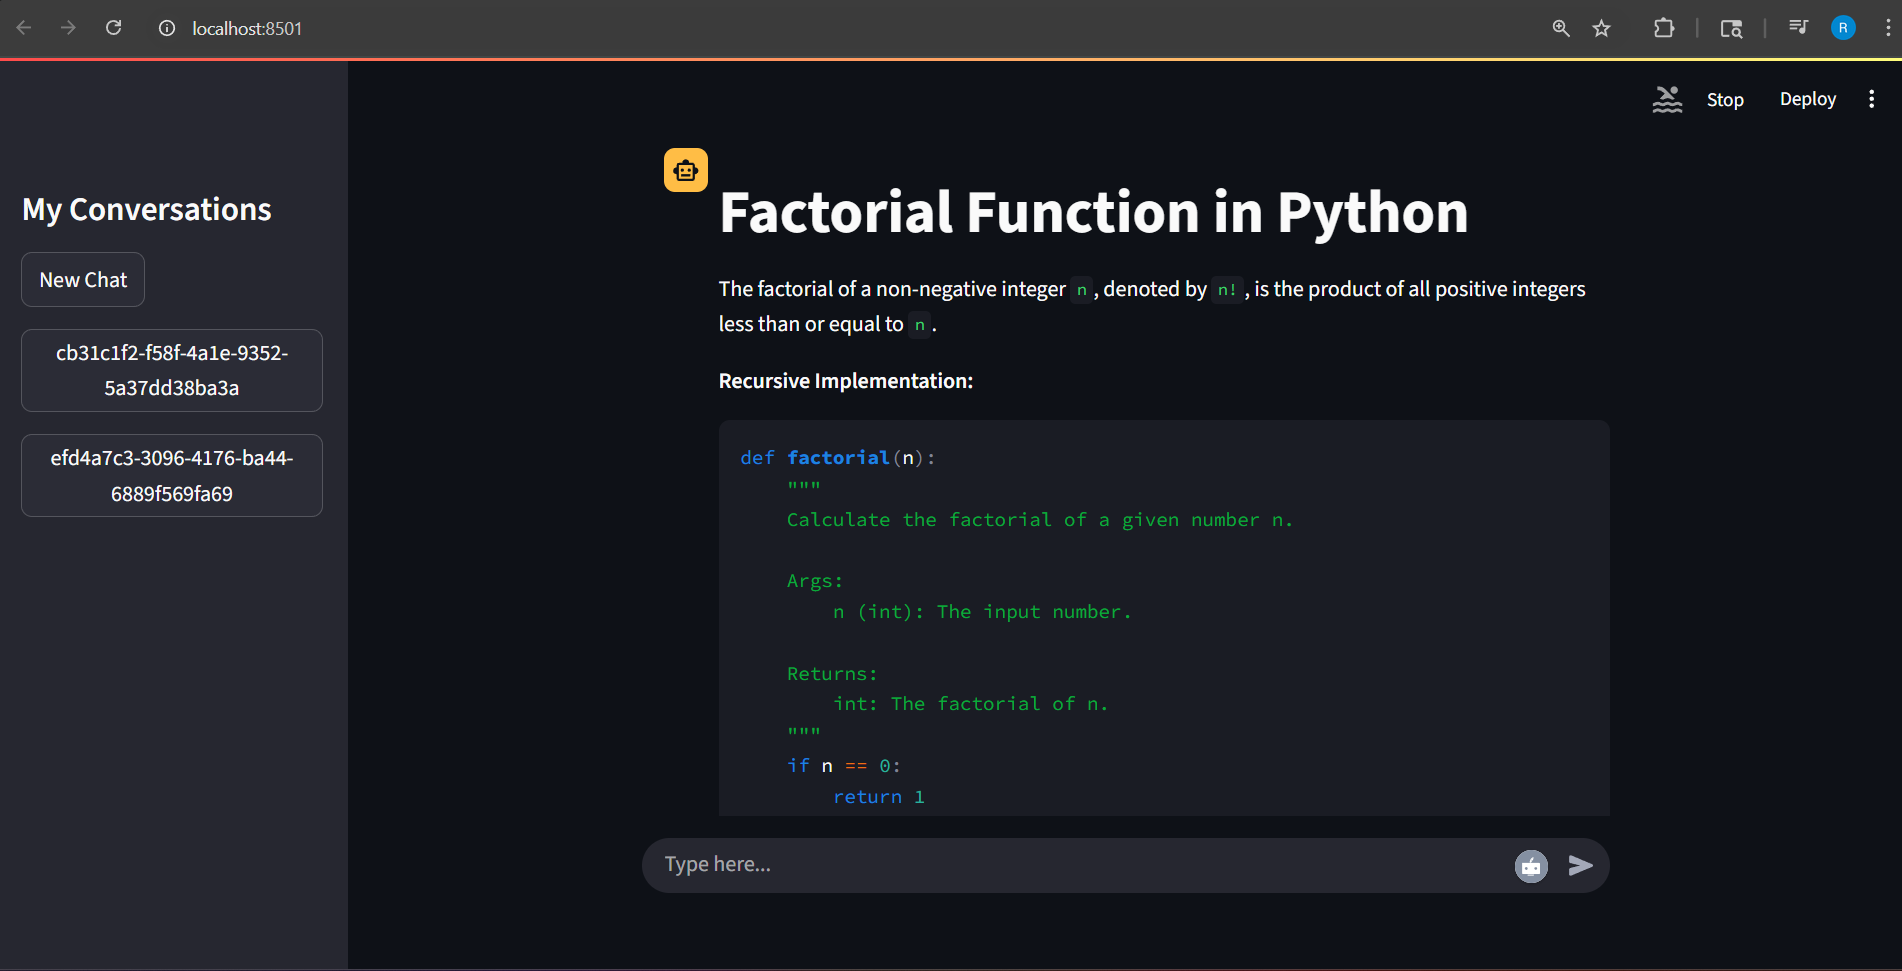 localhost:8501
R
Stop
Deploy
My Conversations
New Chat
cb31c1f2-f58f-4a1e-9352-
5a37dd38ba3a
efd4a7c3-3096-4176-ba44-
6889f569fa69
Factorial Function in Python
The factorial of a non-negative integer n, denoted by n!, is the product of all positive integers
less than or equal to n.
Recursive Implementation:
def factorial(n):
"""
Calculate the factorial of a given number n.
Args:
n (int): The input number.
Returns:
int: The factorial of n.
"""
if n == 0:
return 1
Type here...